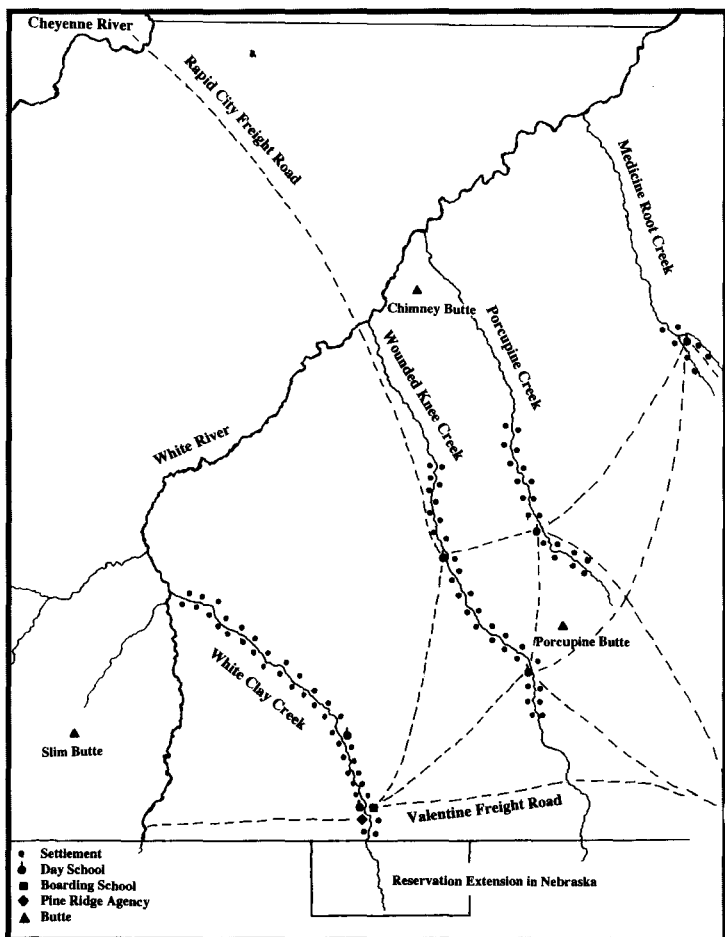 Cheyenne River
Rapid City Freight Road
Medicine Root Creek
Chimney Butte
Porcupine Creek
Wounded Knee Creek
White River
Porcupine Butte
White Clay Creek
Slim Butte
Valentine Freight Road
Settlement
Day School
Boarding School
Pine Ridge Agency
Butte
Reservation Extension in Nebraska